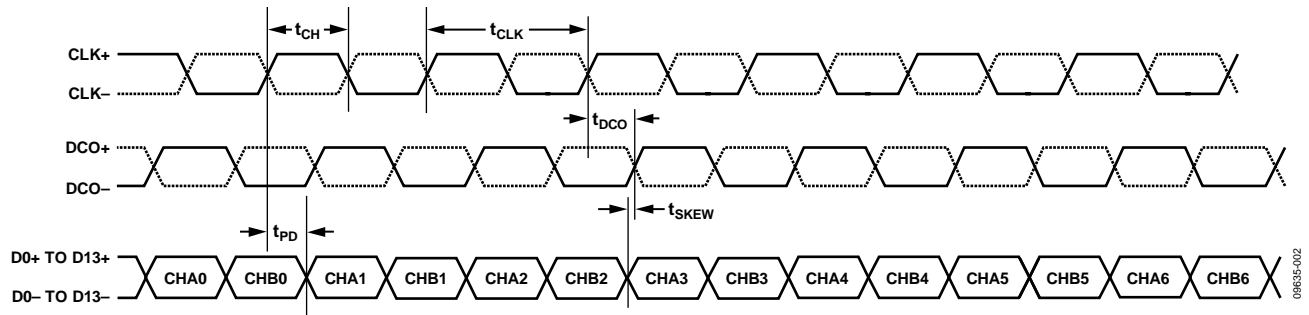 tCH
tCLK
CLK+
CLK–
tDCO
DCO+
DCO–
tSKEW
tPD
D0+ TO D13+
D0– TO D13–
CHA0 CHB0 CHA1 CHB1 CHA2 CHB2 CHA3 CHB3 CHA4 CHB4 CHA5 CHB5 CHA6 CHB6
09635-002